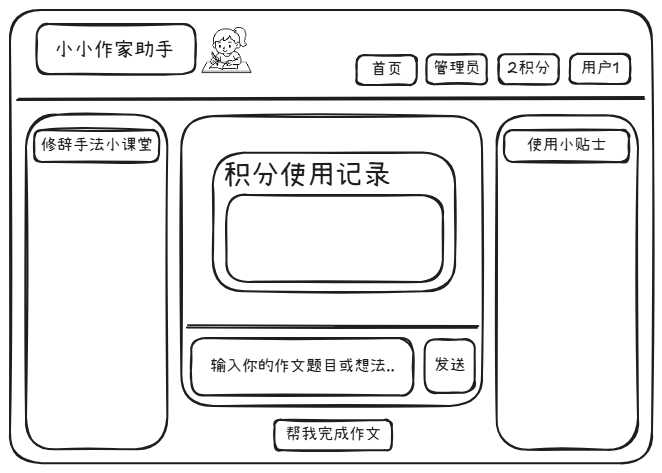 小小作家助手
首页
管理员
2积分
用户1
修辞手法小课堂
积分使用记录
使用小贴士
输入你的作文题目或想法..
发送
帮我完成作文